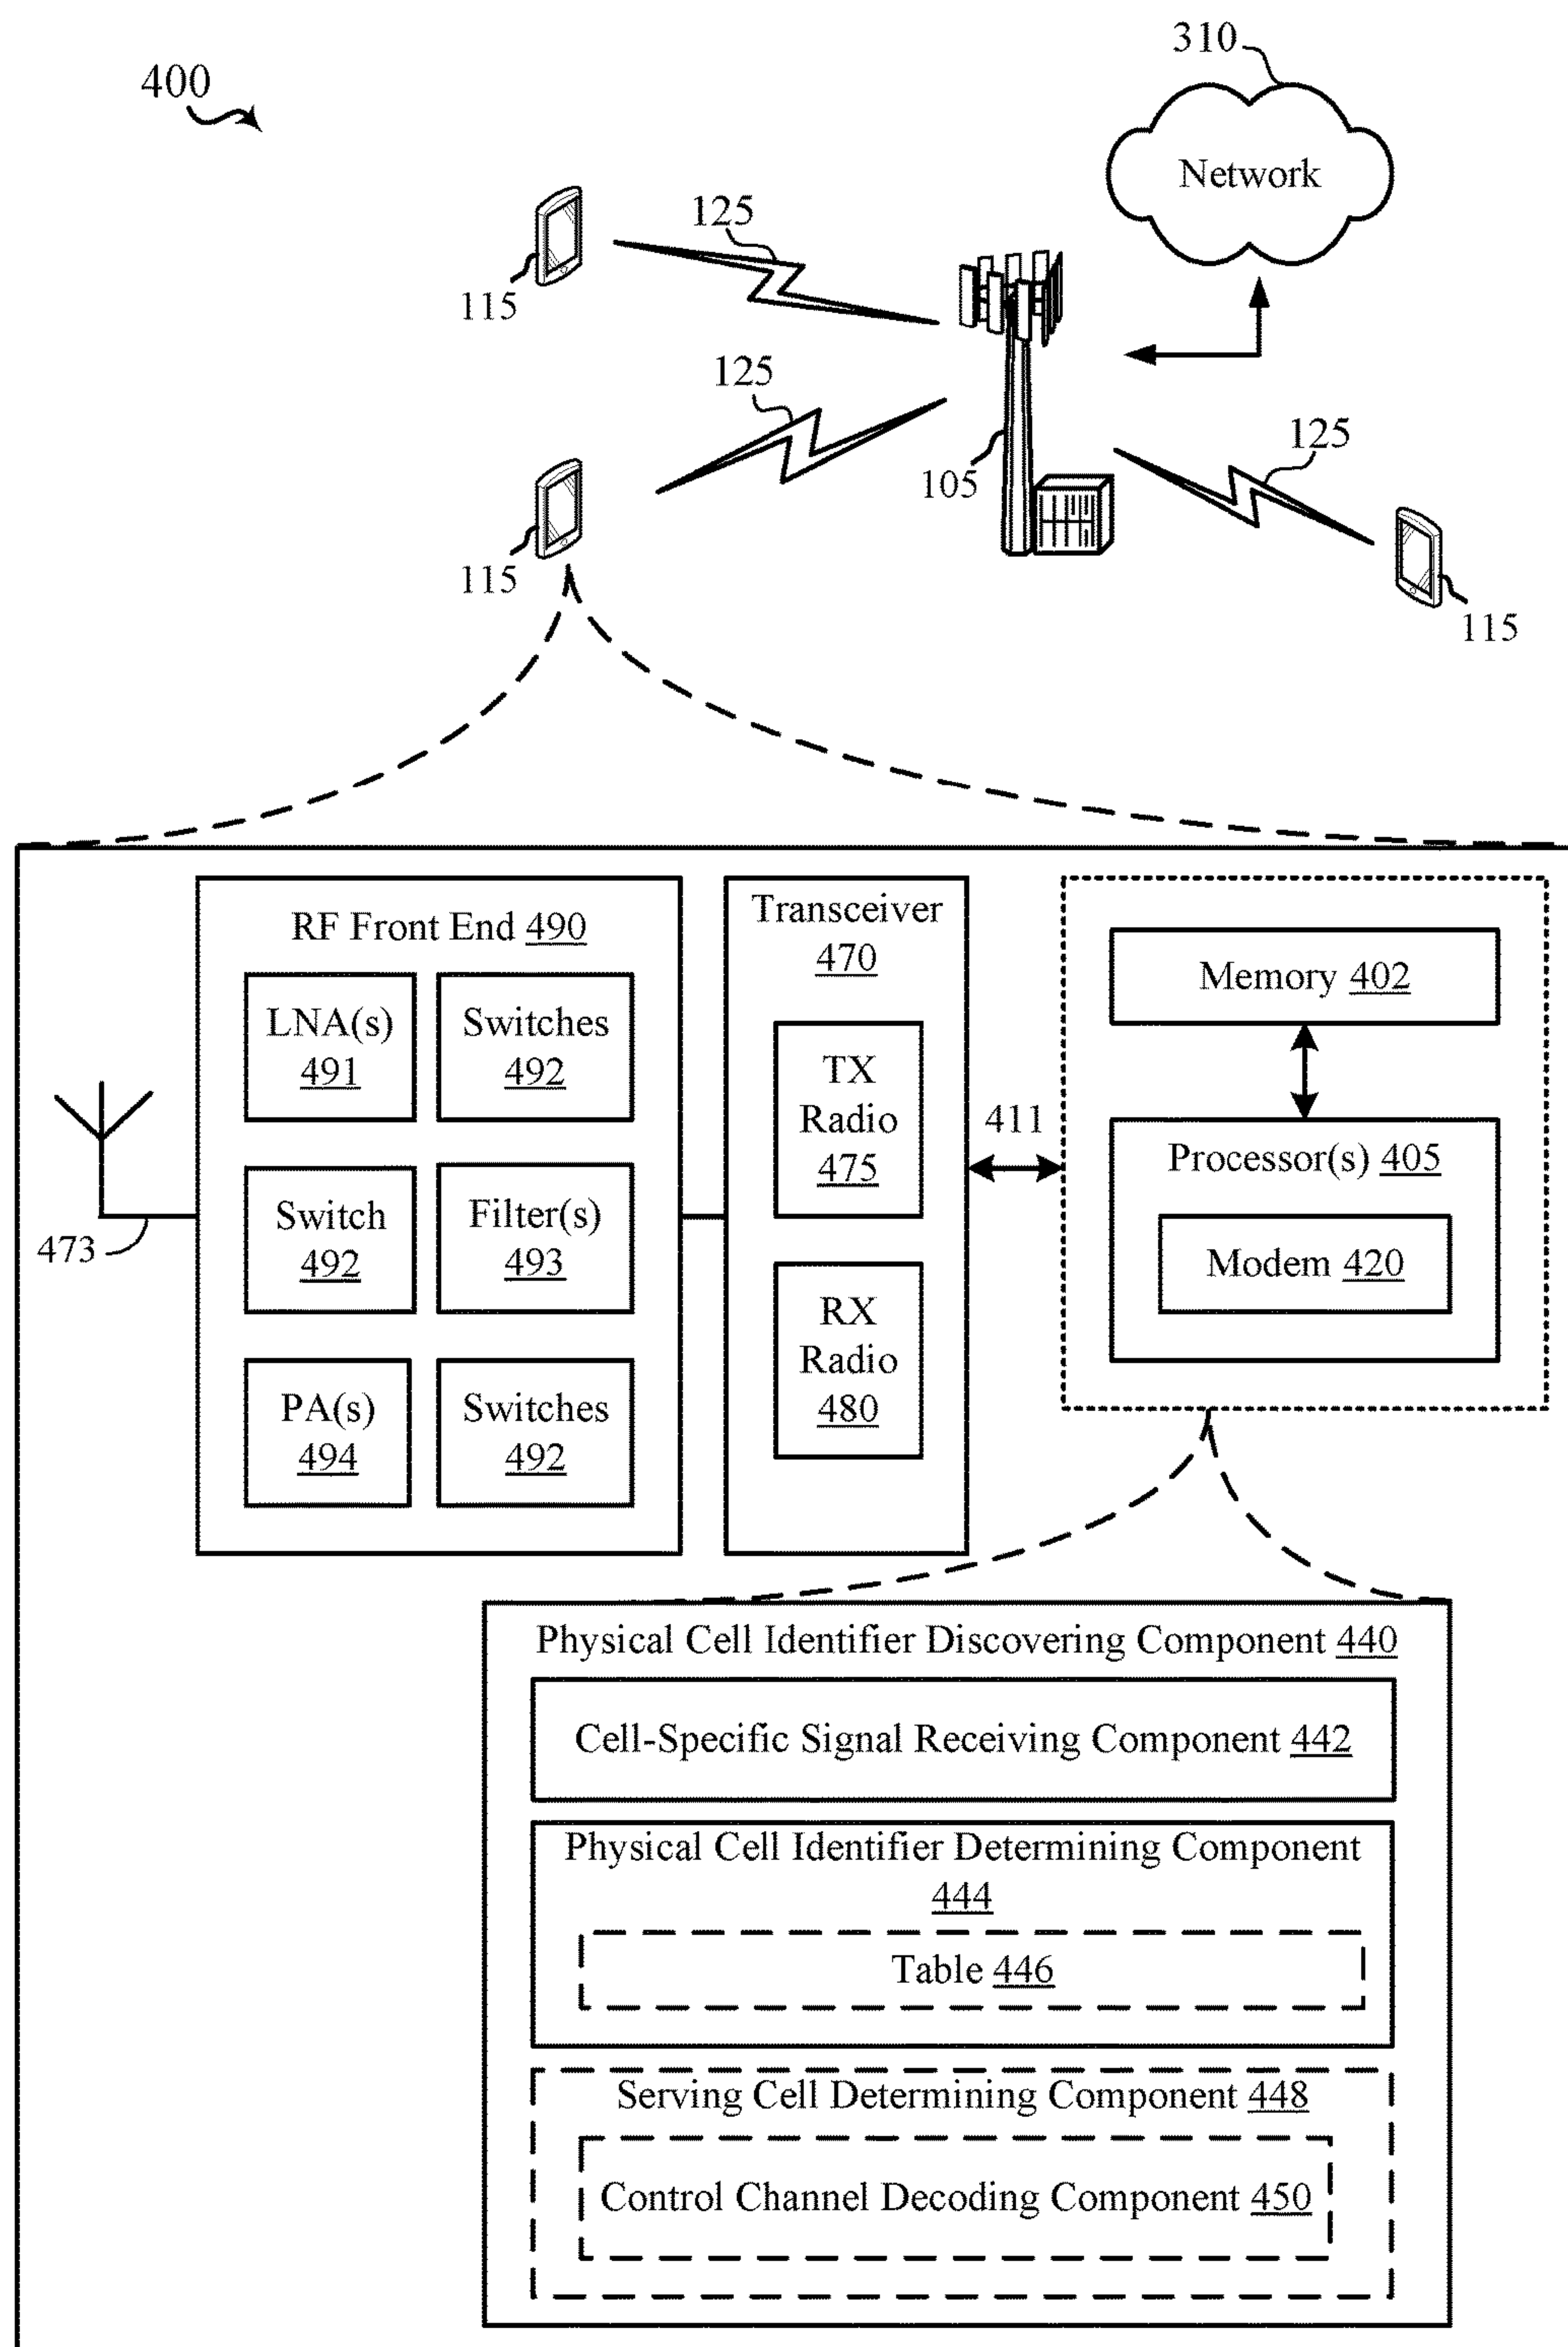 400
310
Network
125
115
125
105
125
115
115
RF Front End 490
LNA(s)
491
Switches
492
Switch
492
Filter(s)
493
PA(s)
494
Switches
492
473
Transceiver
470
TX
Radio
475
RX
Radio
480
411
Memory 402
Processor(s) 405
Modem 420
Physical Cell Identifier Discovering Component 440
Cell-Specific Signal Receiving Component 442
Physical Cell Identifier Determining Component
444
Table 446
Serving Cell Determining Component 448
Control Channel Decoding Component 450